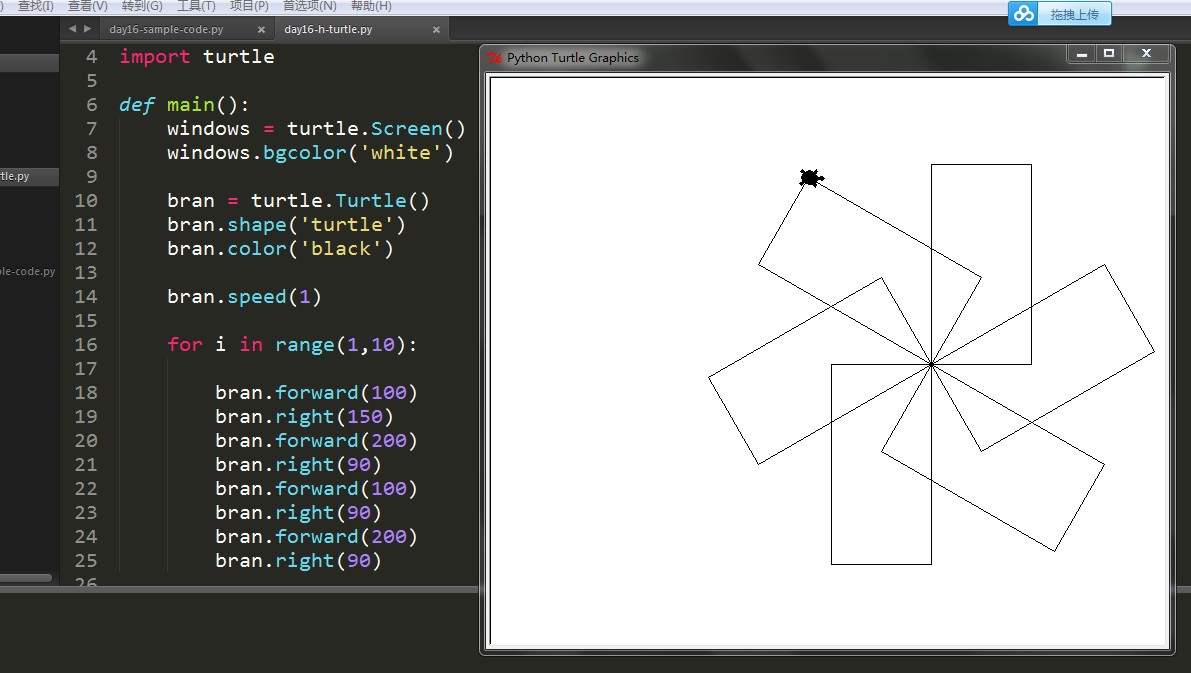 ) 查找(I) 查看(V) 转到(G) 工具(T) 项目(P) 首选项(N) 帮助(H)
拖拽上传
day16-sample-code.py × day16-h-turtle.py ×
tle.py
ple-code.py
4 import turtle
5
6 def main():
7 windows = turtle.Screen()
8 windows.bgcolor('white')
9
10 bran = turtle.Turtle()
11 bran.shape('turtle')
12 bran.color('black')
13
14 bran.speed(1)
15
16 for i in range(1,10):
17
18 bran.forward(100)
19 bran.right(150)
20 bran.forward(200)
21 bran.right(90)
22 bran.forward(100)
23 bran.right(90)
24 bran.forward(200)
25 bran.right(90)
26
Python Turtle Graphics